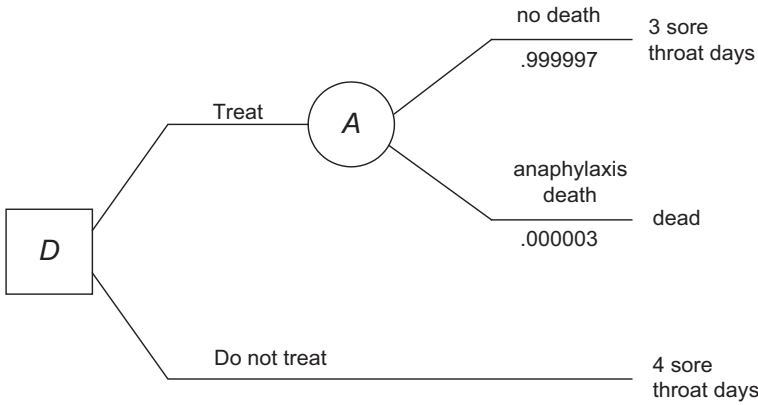 no death
.999997
3 sore
throat days
Treat
A
anaphylaxis
death
.000003
dead
D
Do not treat
4 sore
throat days